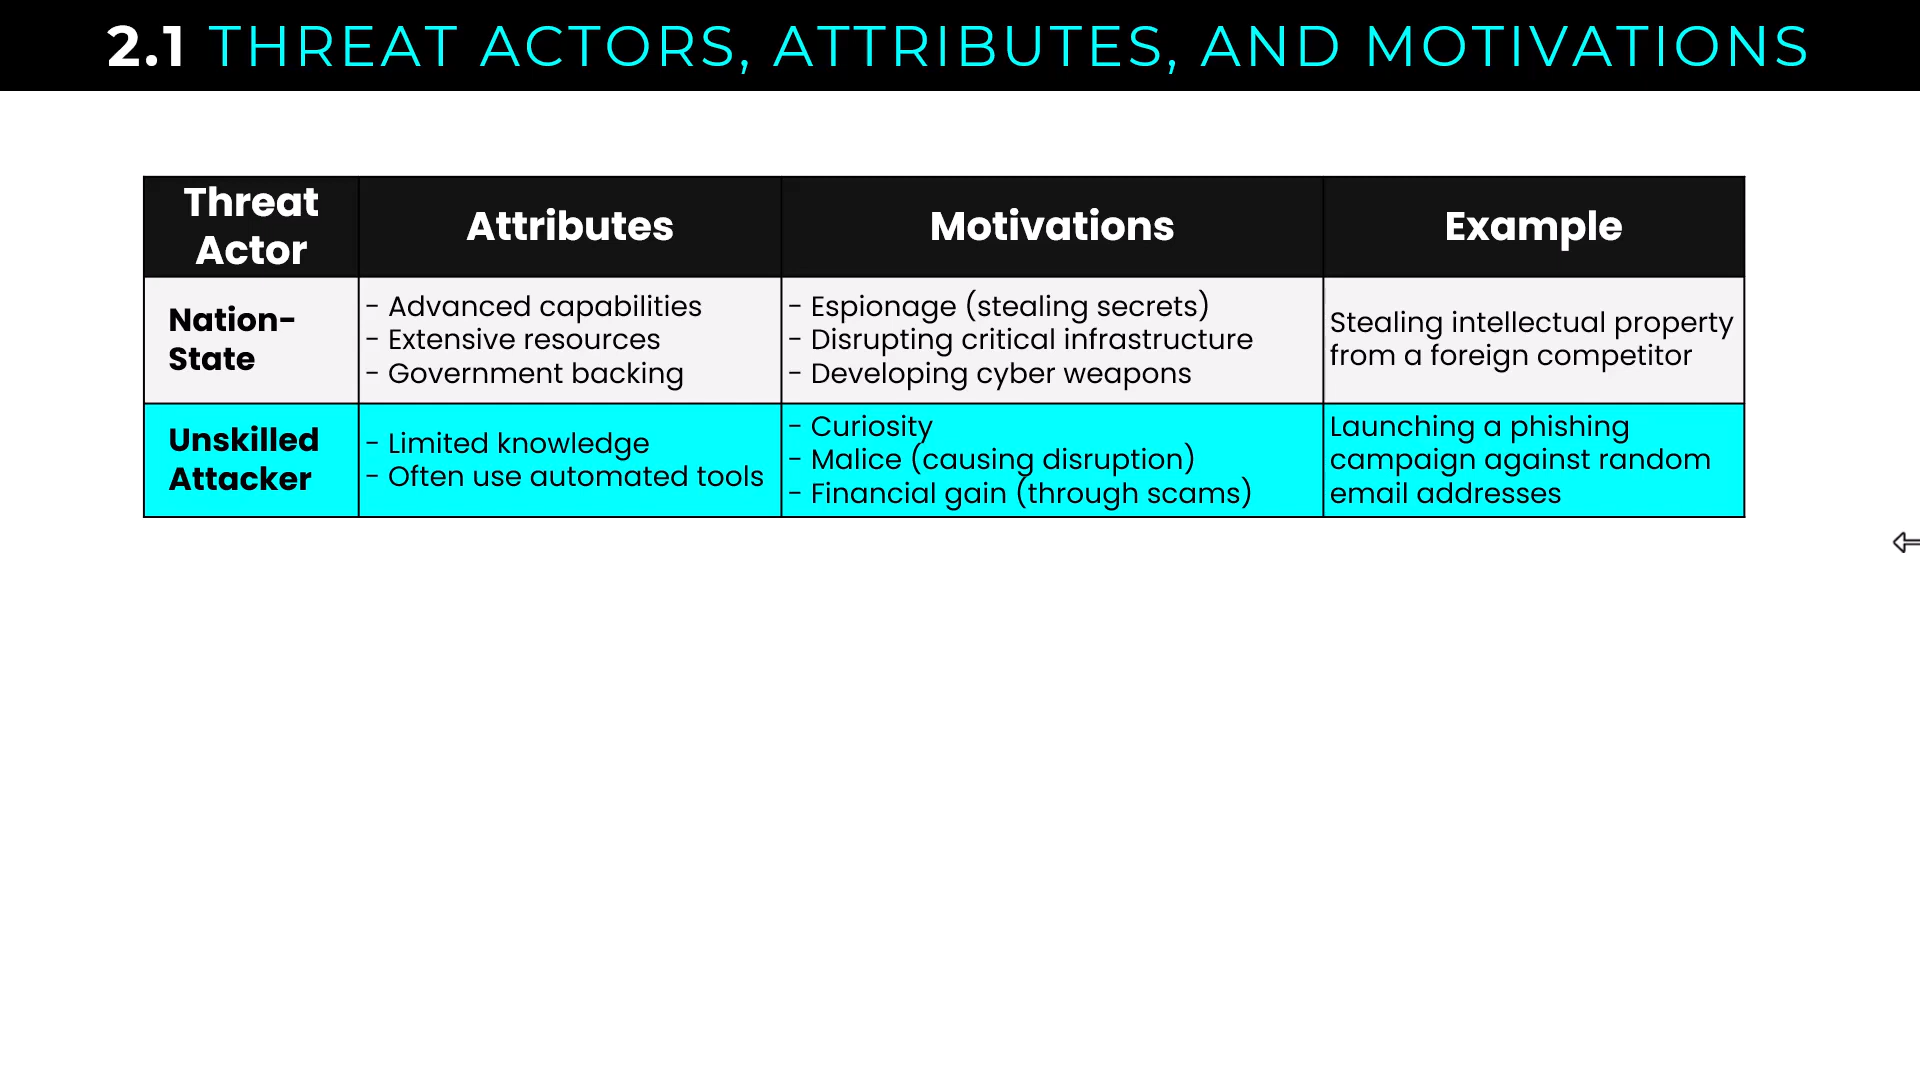 2.1 THREAT ACTORS, ATTRIBUTES, AND MOTIVATIONS
Threat
Actor
Attributes
Motivations
Example
Nation-
State
- Advanced capabilities
- Extensive resources
- Government backing
- Espionage (stealing secrets)
- Disrupting critical infrastructure
- Developing cyber weapons
Stealing intellectual property
from a foreign competitor
Unskilled
Attacker
- Limited knowledge
- Often use automated tools
- Curiosity
- Malice (causing disruption)
- Financial gain (through scams)
Launching a phishing
campaign against random
email addresses